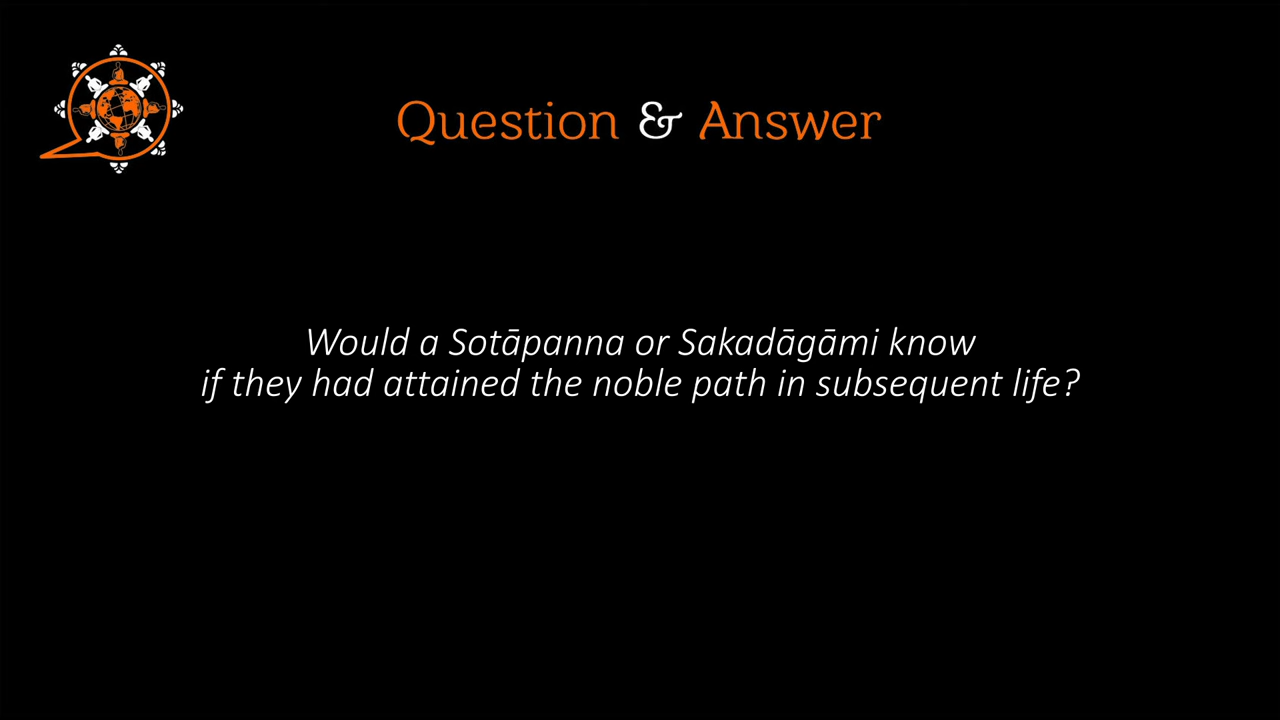 Question & Answer
Would a Sotāpanna or Sakadāgāmi know
if they had attained the noble path in subsequent life?